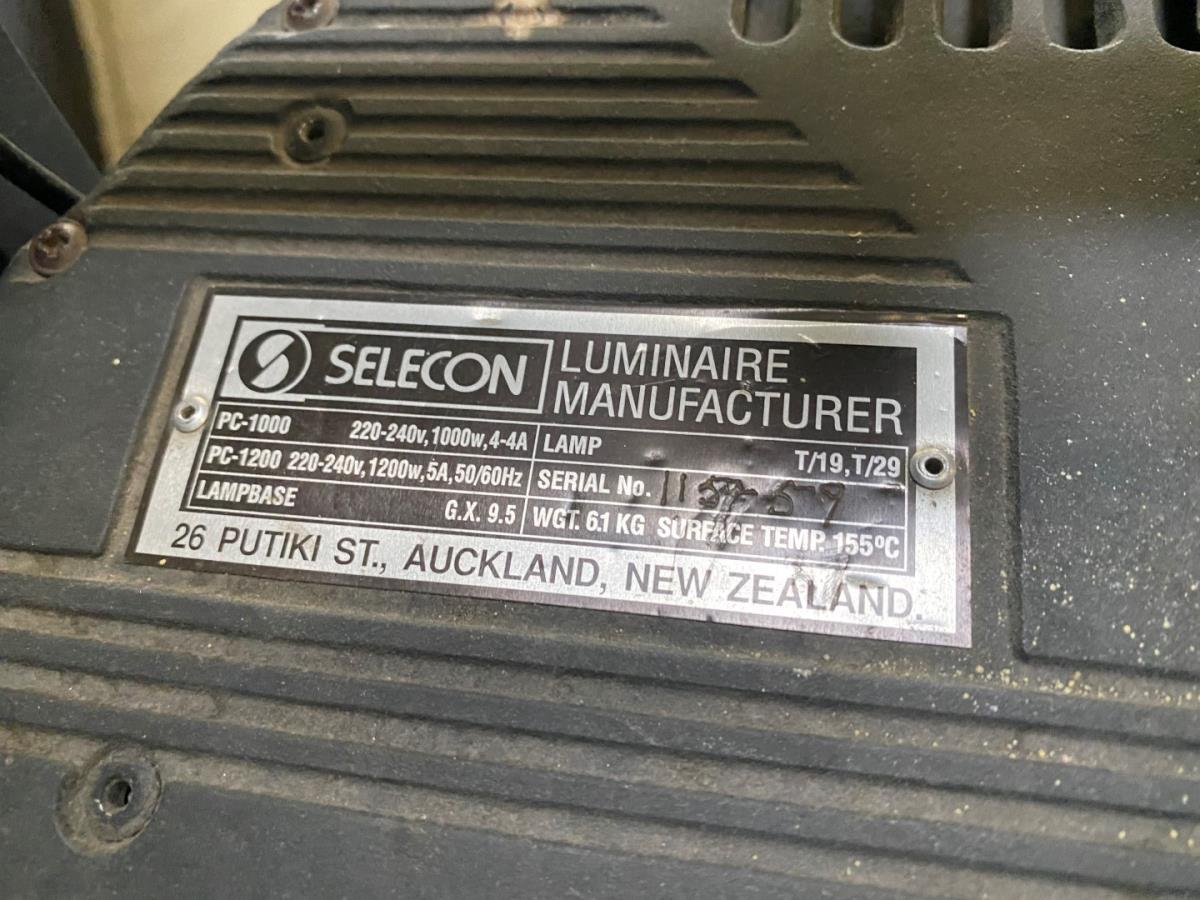 SELECON
LUMINAIRE
MANUFACTURER
PC-1000 220-240v, 1000w, 4-4A
PC-1200 220-240v, 1200w, 5A, 50/60Hz
LAMPBASE G.X. 9.5
LAMP T/19, T/29
SERIAL No.
WGT. 6.1 KG SURFACE TEMP. 155ºC
26 PUTIKI ST., AUCKLAND, NEW ZEALAND.